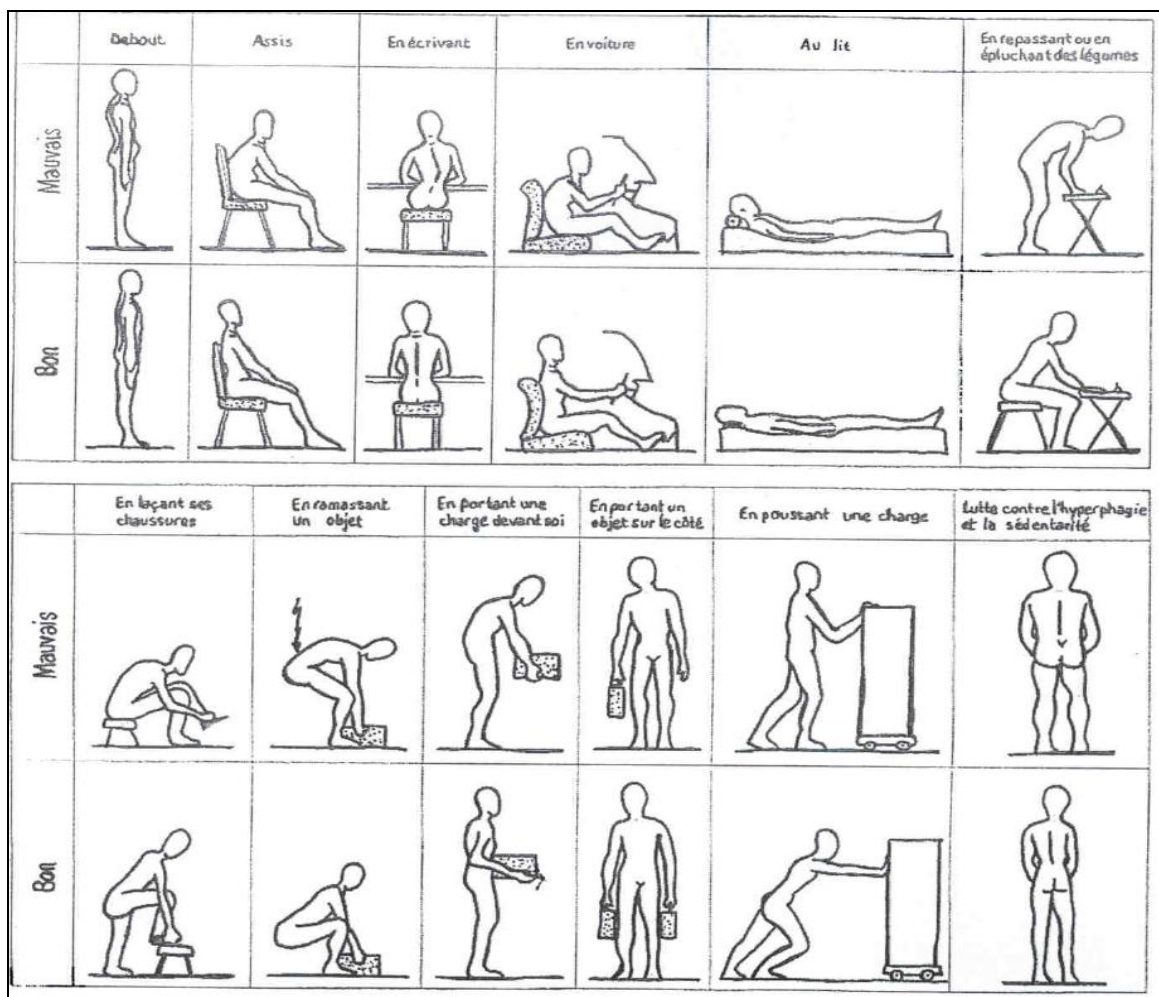 Debout
Assis
En écrivant
En voiture
Au lit
En repassant ou en
épluchant des légumes
Mauvais
Bon
En laçant ses
chaussures
En ramassant
un objet
En portant une
charge devant soi
En portant un
objet sur le côté
En poussant une charge
Lutte contre l'hyperphagie
et la sédentarité
Mauvais
Bon